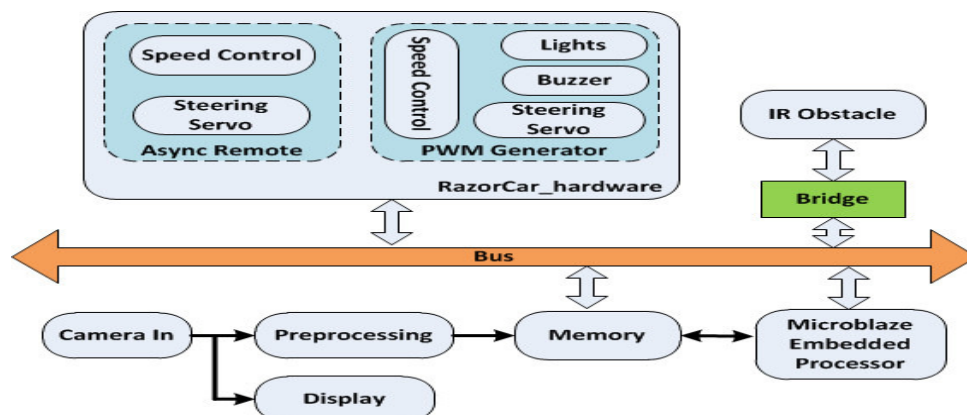 Speed Control
Steering
Servo
Async Remote
Speed Control
Lights
Buzzer
Steering
Servo
PWM Generator
RazorCar_hardware
IR Obstacle
Bridge
Bus
Camera In
Preprocessing
Memory
Microblaze
Embedded
Processor
Display